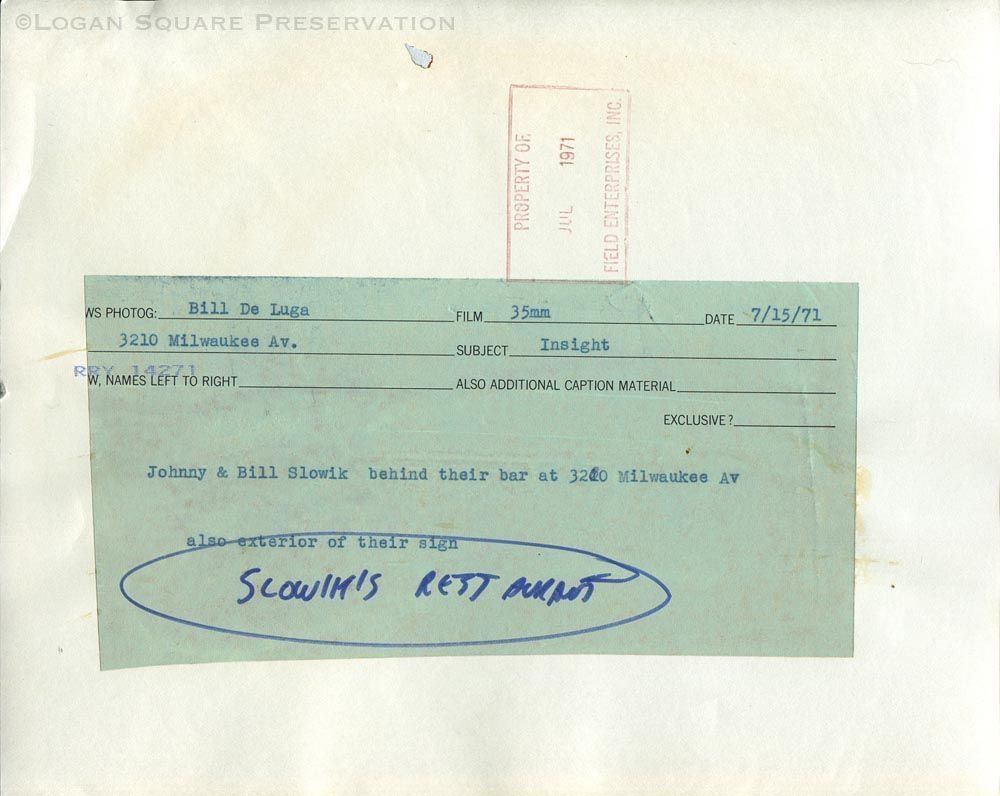 ©Logan Square Preservation
PROPERTY OF
JUL 1971
FIELD ENTERPRISES, INC.
WS PHOTOG: Bill De Luga FILM 35mm DATE 7/15/71
3210 Milwaukee Av. SUBJECT Insight
RRY 14271
W, NAMES LEFT TO RIGHT ALSO ADDITIONAL CAPTION MATERIAL
EXCLUSIVE?
Johnny & Bill Slowik behind their bar at 3210 Milwaukee Av
also exterior of their sign
SLOWIK'S RESTAURANT